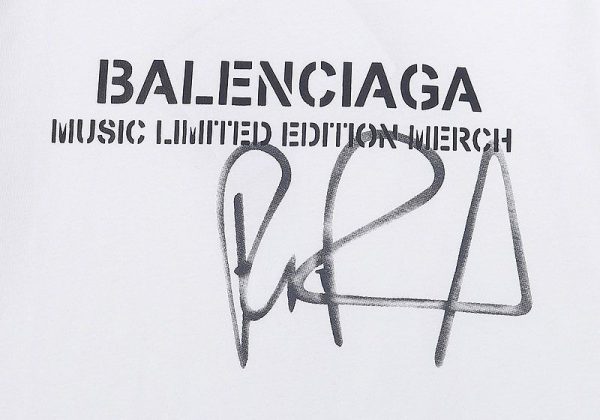 BALENCIAGA
MUSIC LIMITED EDITION MERCH